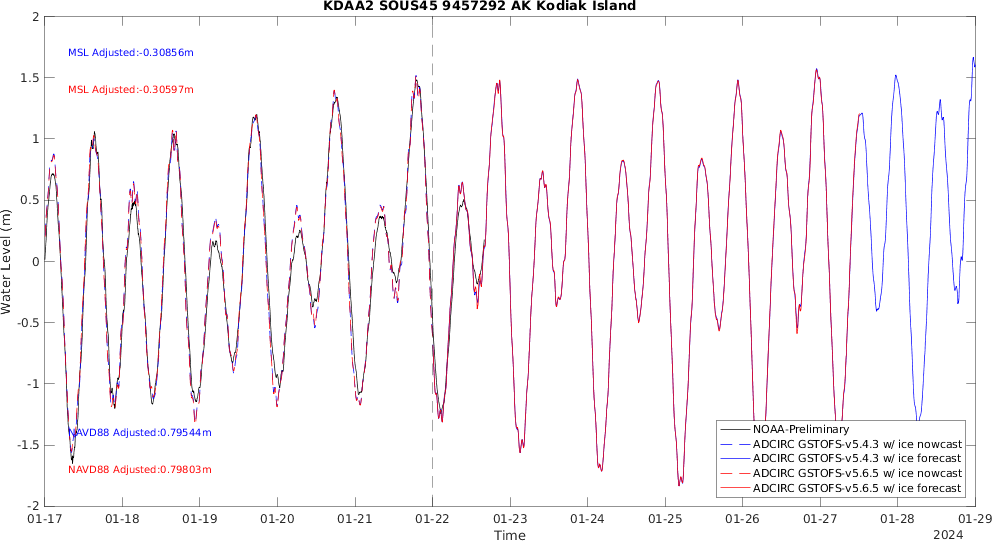 KDAA2 SOUS45 9457292 AK Kodiak Island
2
1.5
1
0.5
0
-0.5
-1
-1.5
-2
Water Level (m)
MSL Adjusted:-0.30856m
MSL Adjusted:-0.30597m
NAVD88 Adjusted:0.79544m
NAVD88 Adjusted:0.79803m
NOAA-Preliminary
ADCIRC GSTOFS-v5.4.3 w/ ice nowcast
ADCIRC GSTOFS-v5.4.3 w/ ice forecast
ADCIRC GSTOFS-v5.6.5 w/ ice nowcast
ADCIRC GSTOFS-v5.6.5 w/ ice forecast
01-17 01-18 01-19 01-20 01-21 01-22 01-23 01-24 01-25 01-26 01-27 01-28 01-29
Time
2024